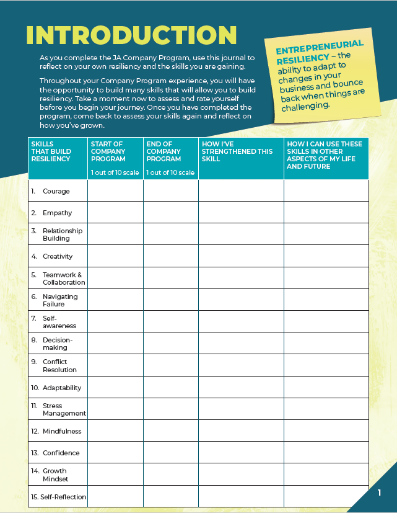 INTRODUCTION
As you complete the JA Company Program, use this journal to
reflect on your own resiliency and the skills you are gaining.
Throughout your Company Program experience, you will have
the opportunity to build many skills that will allow you to build
resiliency. Take a moment now to assess and rate yourself
before you begin your journey. Once you have completed the
program, come back to assess your skills again and reflect on
how you've grown.
ENTREPRENEURIAL
RESILIENCY – the
ability to adapt to
changes in your
business and bounce
back when things are
challenging.
SKILLS
THAT BUILD
RESILIENCY
START OF
COMPANY
PROGRAM
1 out of 10 scale
END OF
COMPANY
PROGRAM
1 out of 10 scale
HOW I'VE
STRENGTHENED THIS
SKILL
HOW I CAN USE THESE
SKILLS IN OTHER
ASPECTS OF MY LIFE
AND FUTURE
1. Courage
2. Empathy
3. Relationship
Building
4. Creativity
5. Teamwork &
Collaboration
6. Navigating
Failure
7. Self-
awareness
8. Decision-
making
9. Conflict
Resolution
10. Adaptability
11. Stress
Management
12. Mindfulness
13. Confidence
14. Growth
Mindset
15. Self-Reflection
1